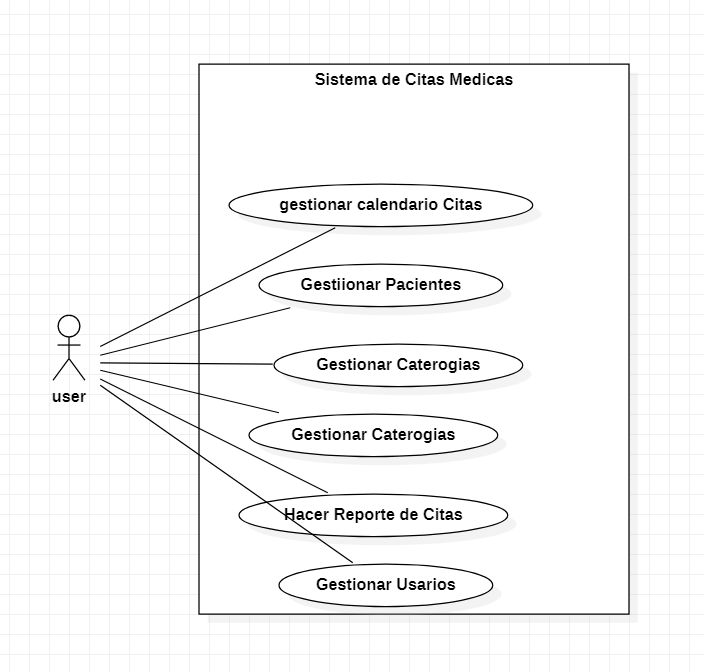 Sistema de Citas Medicas
gestionar calendario Citas
Gestiionar Pacientes
Gestionar Caterogias
user
Gestionar Caterogias
Hacer Reporte de Citas
Gestionar Usarios